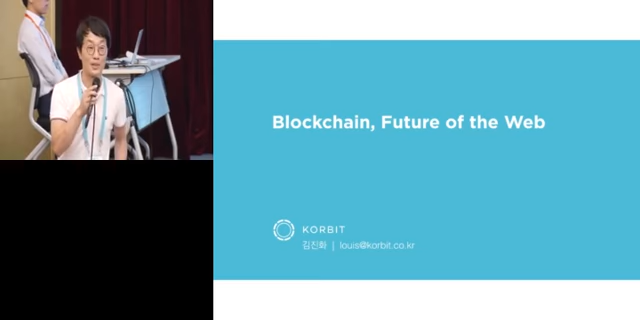 Blockchain, Future of the Web
KORBIT
김진화 | louis@korbit.co.kr